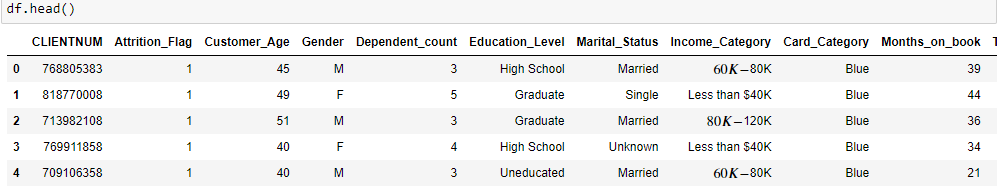 df.head()
CLIENTNUM Attrition_Flag Customer_Age Gender Dependent_count Education_Level Marital_Status Income_Category Card_Category Months_on_book
0 768805383 1 45 M 3 High School Married 60K−80K Blue 39
1 818770008 1 49 F 5 Graduate Single Less than $40K Blue 44
2 713982108 1 51 M 3 Graduate Married 80K−120K Blue 36
3 769911858 1 40 F 4 High School Unknown Less than $40K Blue 34
4 709106358 1 40 M 3 Uneducated Married 60K−80K Blue 21